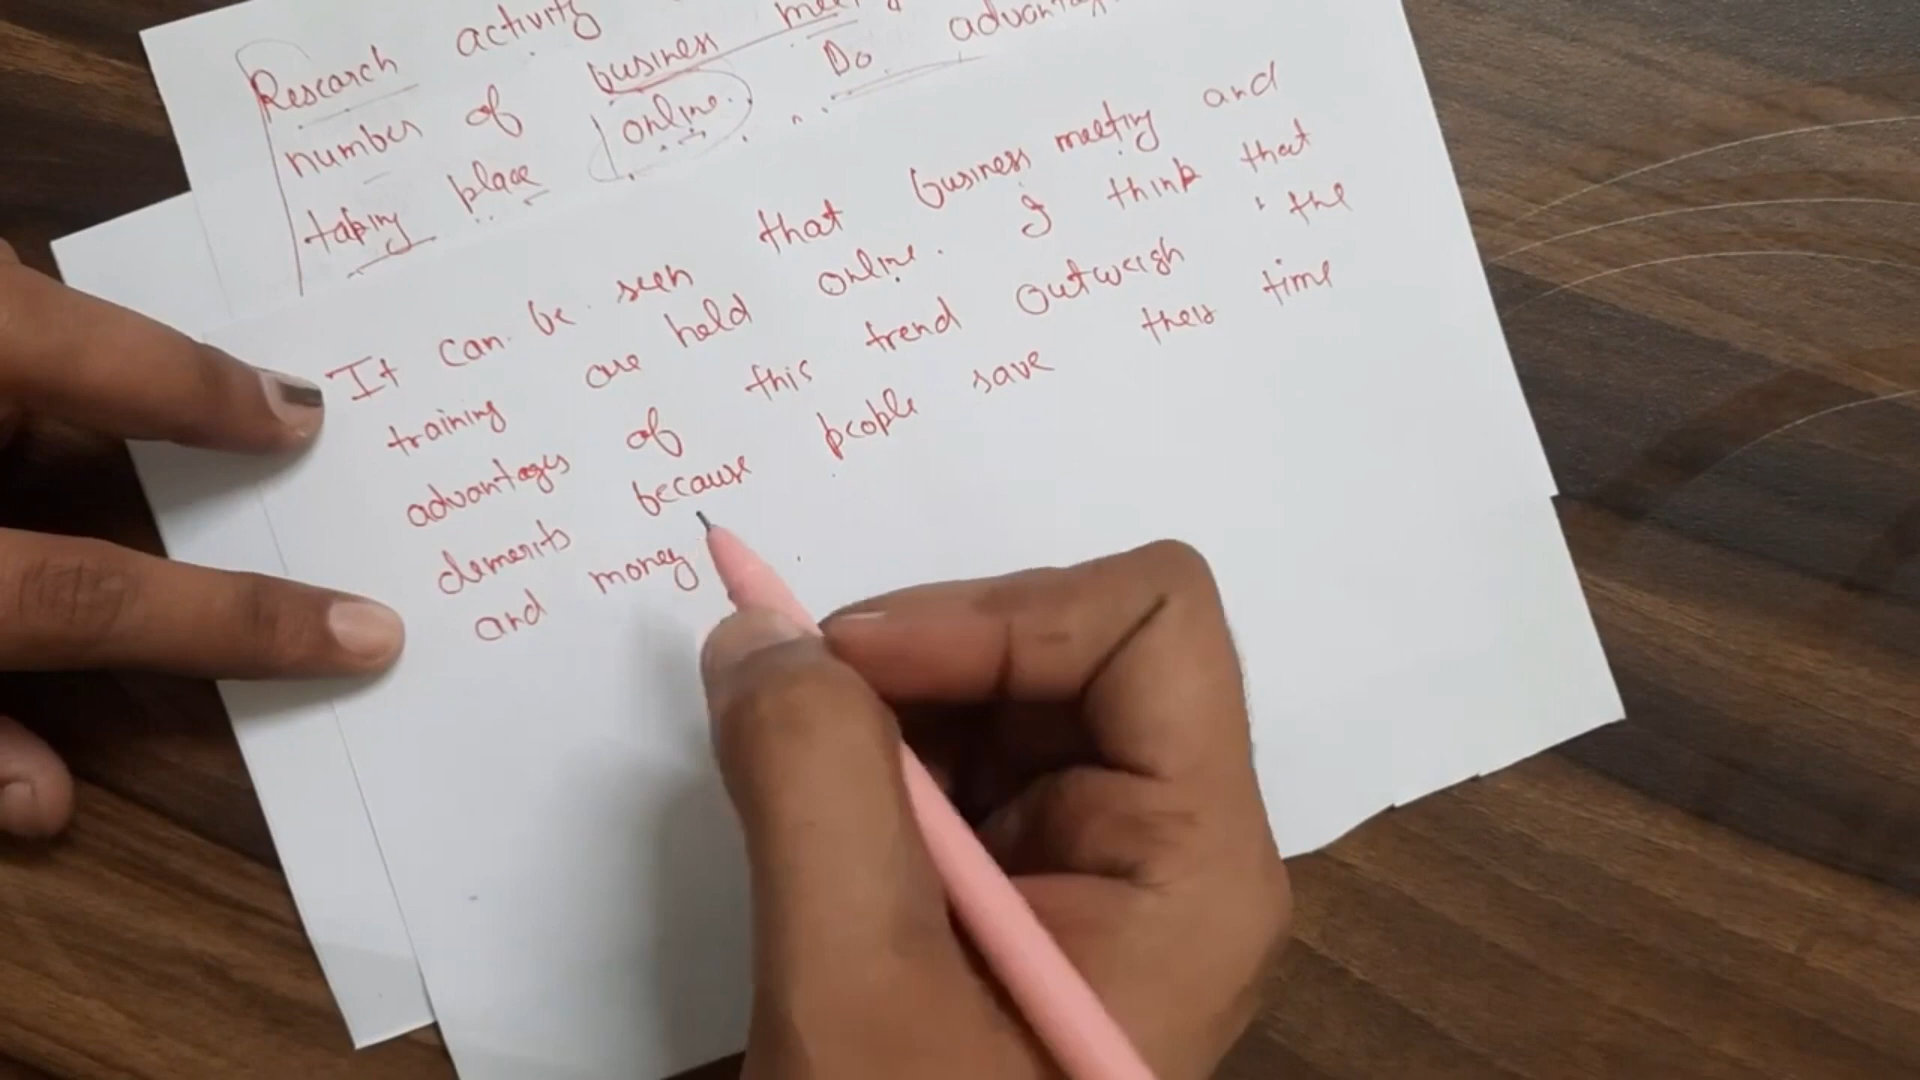 Research activity
number of business
taking place online. Do
It can be seen that business meeting and
training are held online. I think that
advantages of this trend outweigh the
demerits because people save their time
and money